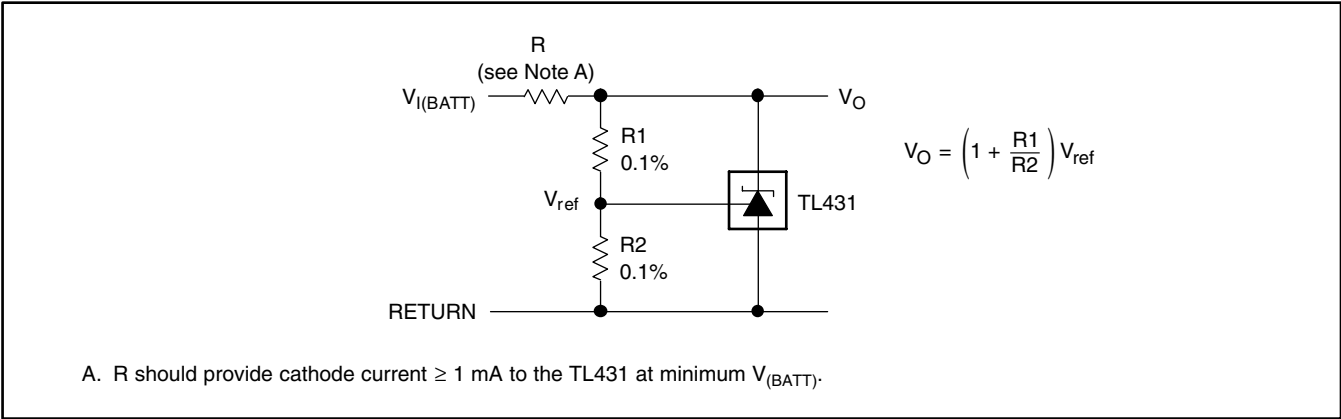 R
(see Note A)
V_I(BATT)
V_O
R1
0.1%
V_O = (1 + R1/R2) V_ref
V_ref
TL431
R2
0.1%
RETURN
A. R should provide cathode current ≥ 1 mA to the TL431 at minimum V_(BATT).